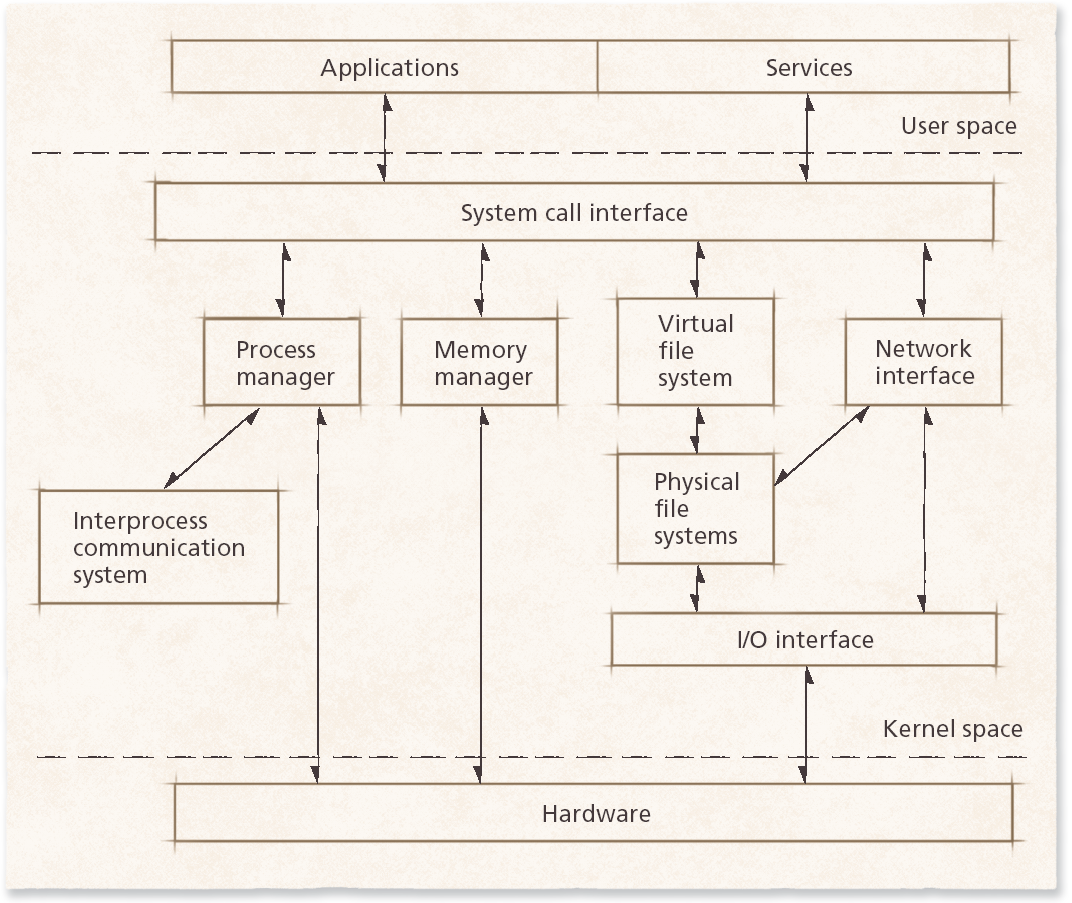 Applications
Services
User space
System call interface
Process
manager
Memory
manager
Virtual
file
system
Network
interface
Physical
file
systems
Interprocess
communication
system
I/O interface
Kernel space
Hardware